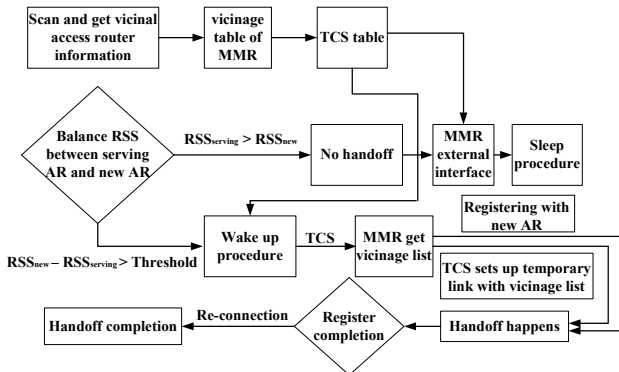 Scan and get vicinal
access router
information
vicinage
table of
MMR
TCS table
Balance RSS
between serving
AR and new AR
RSSserving > RSSnew
No handoff
MMR
external
interface
Sleep
procedure
Registering with
new AR
Wake up
procedure
TCS
MMR get
vicinage list
RSSnew – RSSserving > Threshold
TCS sets up temporary
link with vicinage list
Handoff completion
Re-connection
Register
completion
Handoff happens